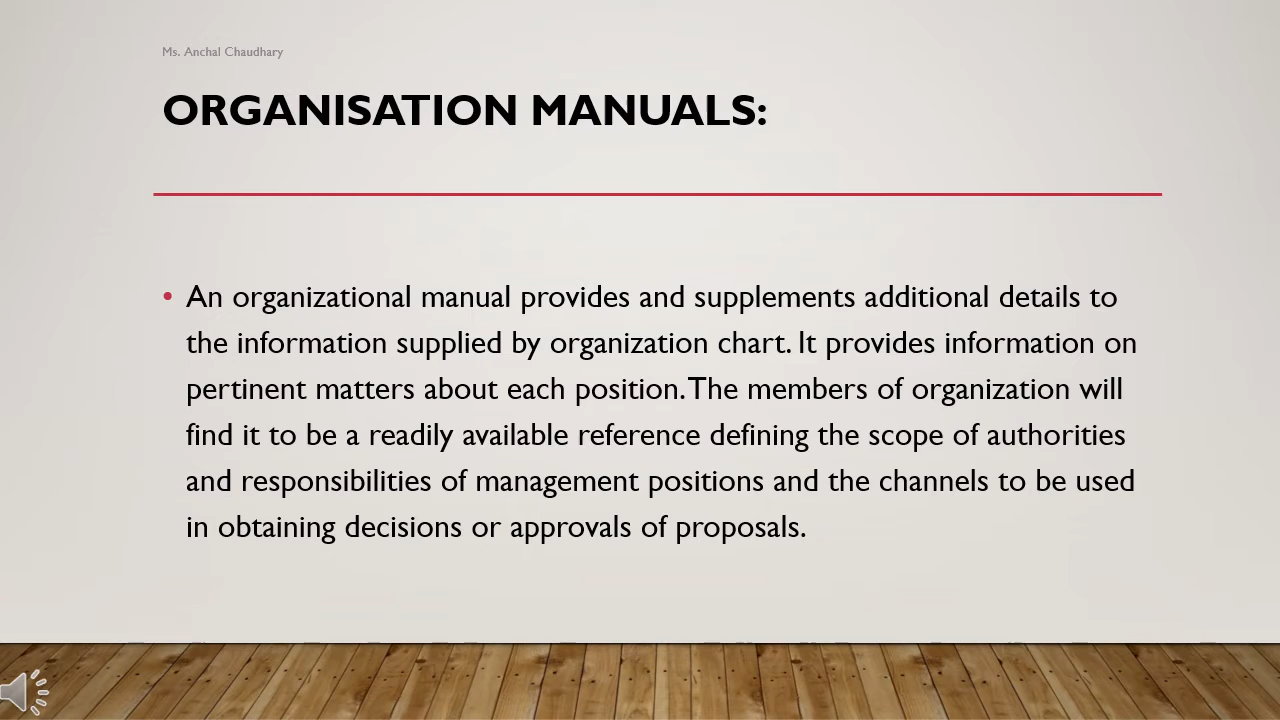 Ms. Anchal Chaudhary
ORGANISATION MANUALS:
• An organizational manual provides and supplements additional details to
the information supplied by organization chart. It provides information on
pertinent matters about each position. The members of organization will
find it to be a readily available reference defining the scope of authorities
and responsibilities of management positions and the channels to be used
in obtaining decisions or approvals of proposals.